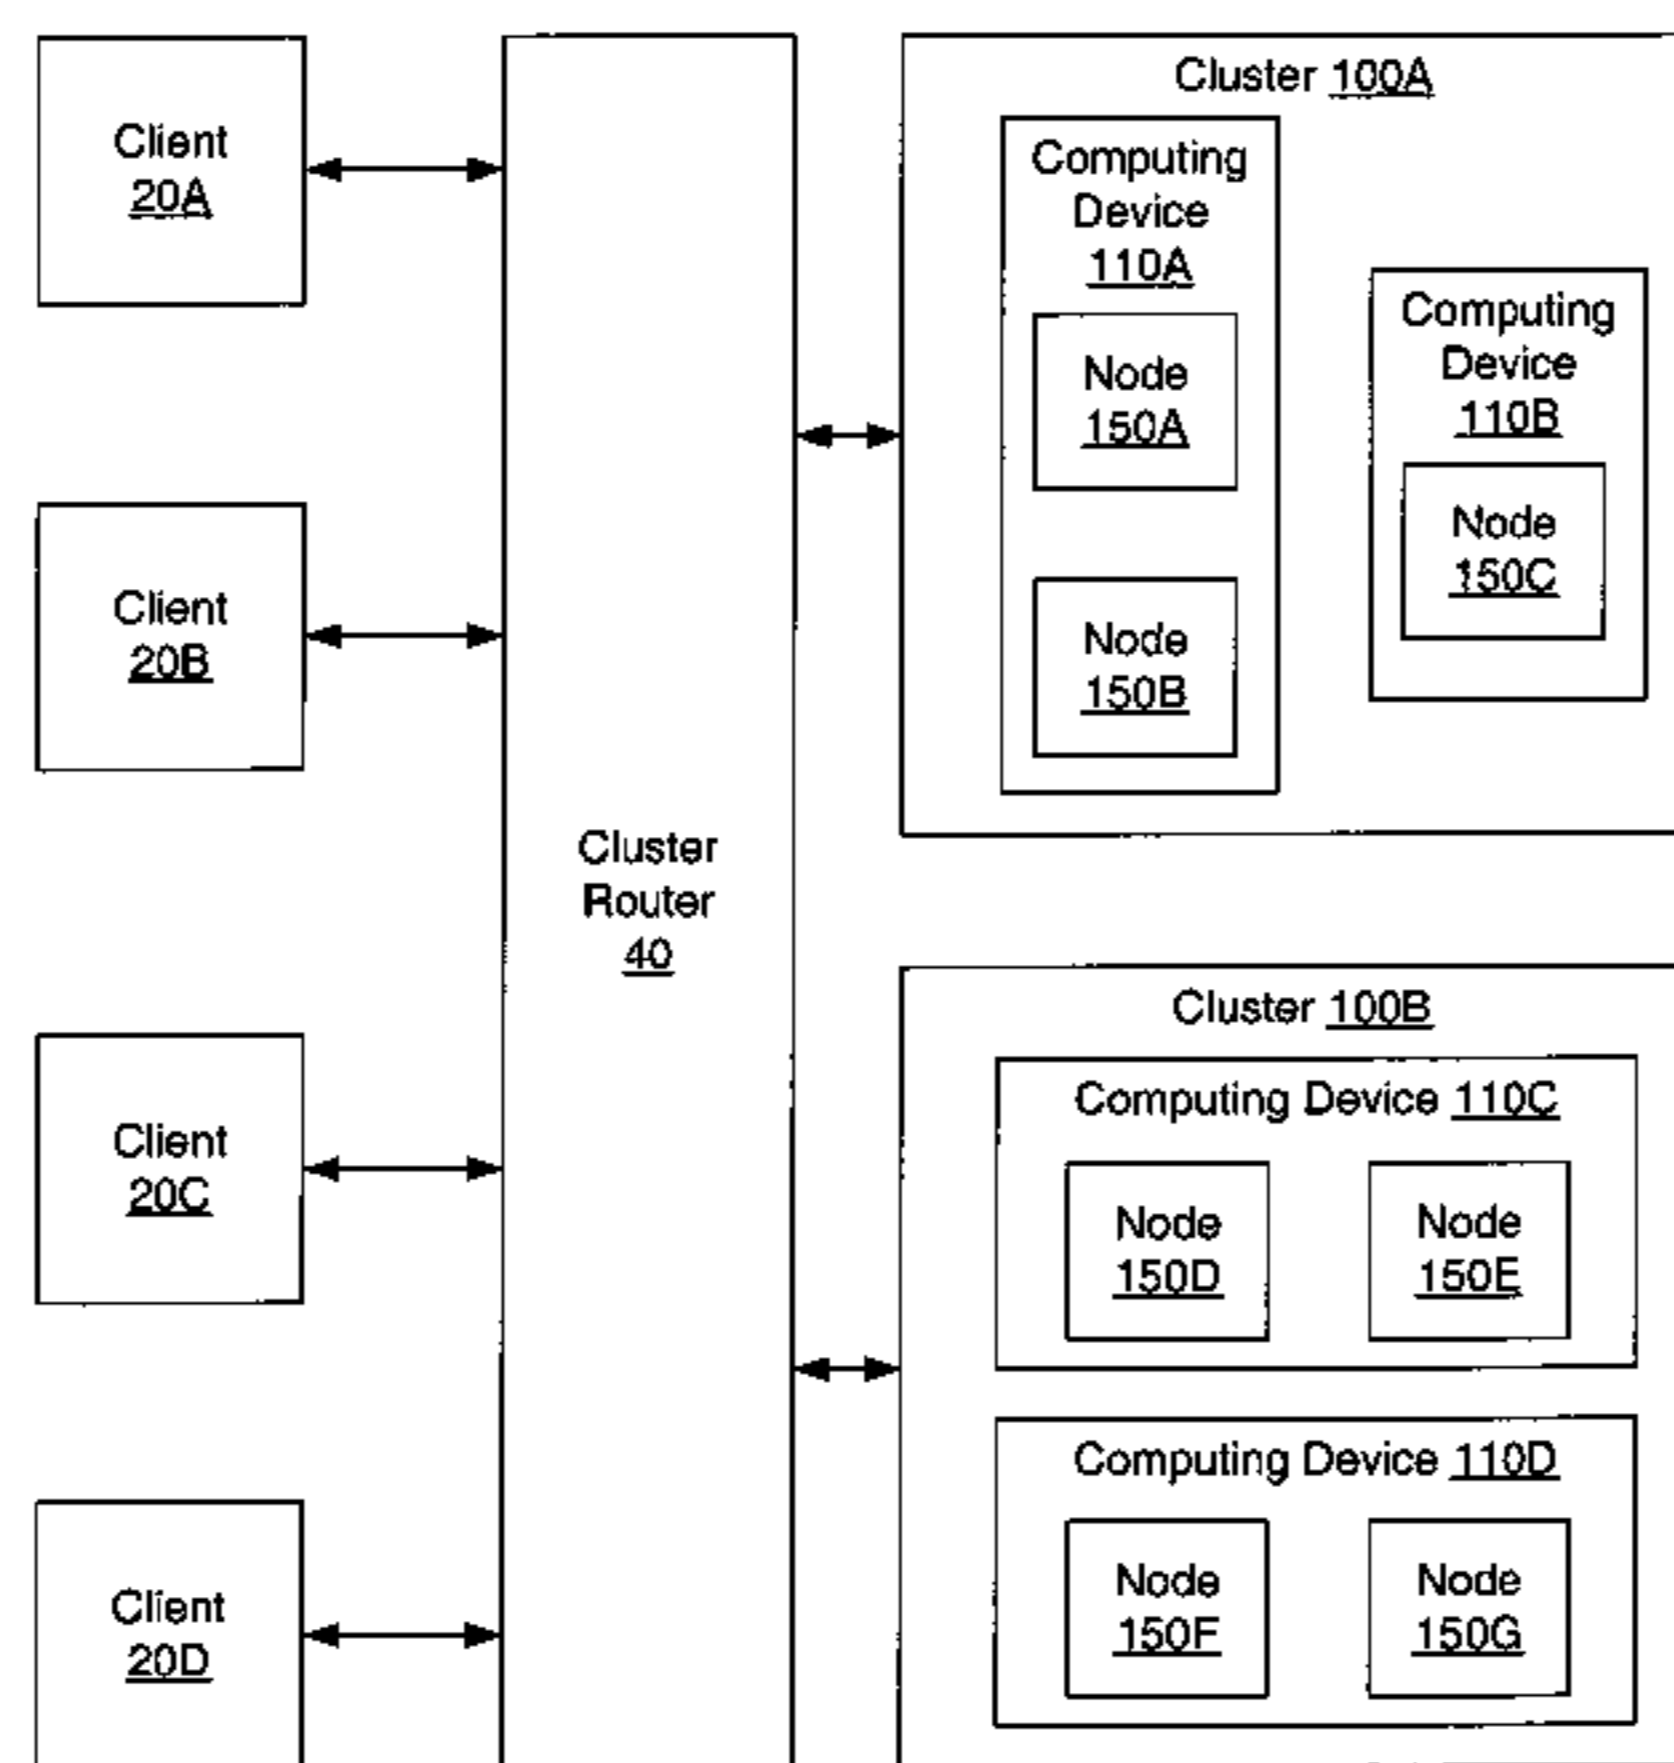 Client
20A
Client
20B
Client
20C
Client
20D
Cluster
Router
40
Cluster 100A
Computing
Device
110A
Node
150A
Node
150B
Computing
Device
110B
Node
150C
Cluster 100B
Computing Device 110C
Node
150D
Node
150E
Computing Device 110D
Node
150F
Node
150G